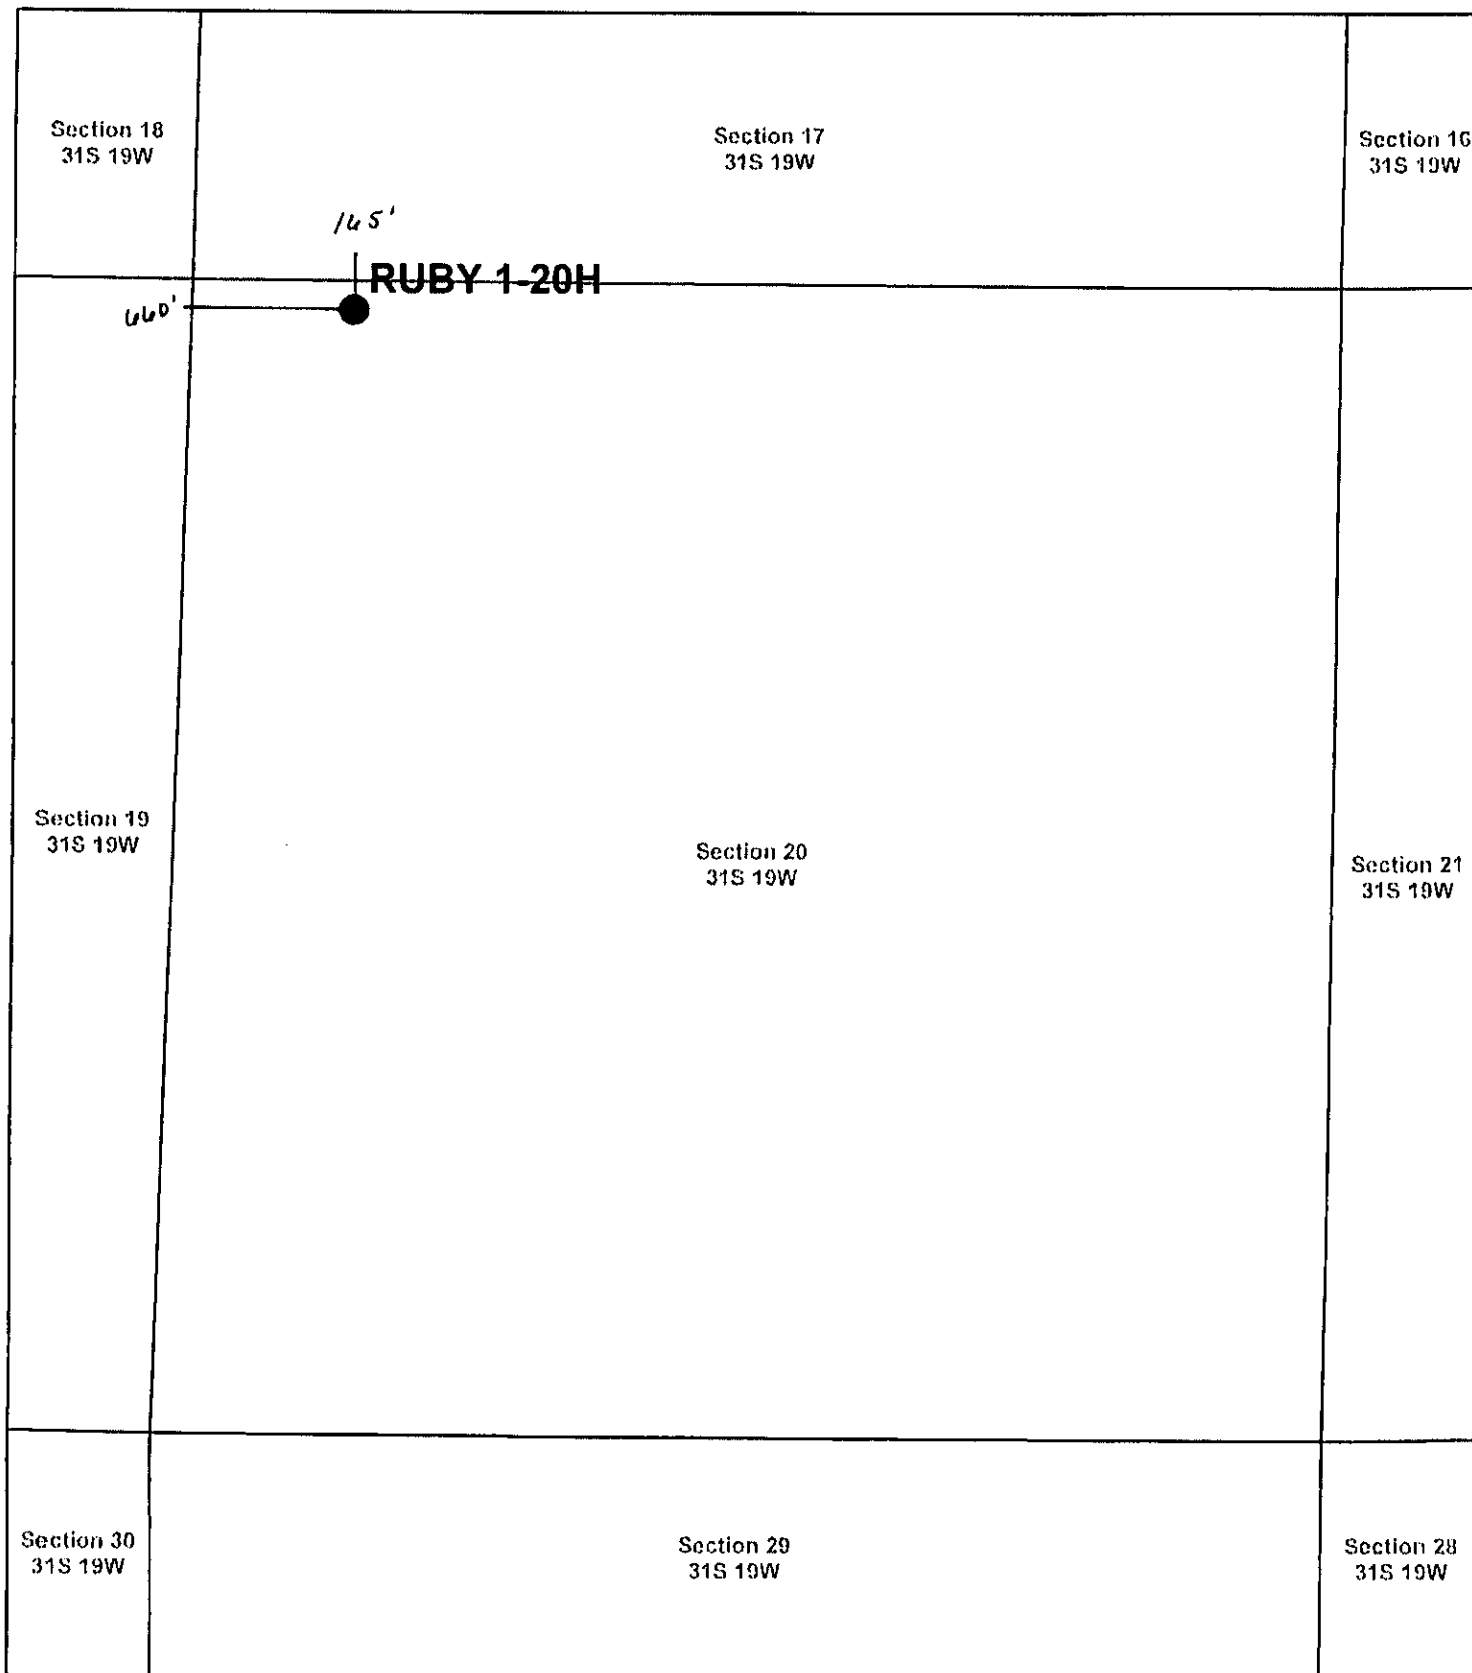 Section 18
31S 19W
Section 17
31S 19W
Section 16
31S 19W
165'
RUBY 1-20H
660'
Section 19
31S 19W
Section 20
31S 19W
Section 21
31S 19W
Section 30
31S 19W
Section 29
31S 19W
Section 28
31S 19W